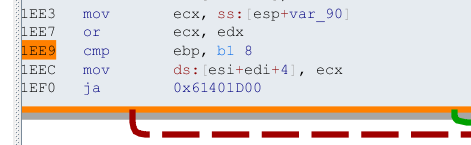 1EE3 mov ecx, ss:[esp+var_90]
1EE7 or ecx, edx
1EE9 cmp ebp, b1 8
1EEC mov ds:[esi+edi+4], ecx
1EF0 ja 0x61401D00